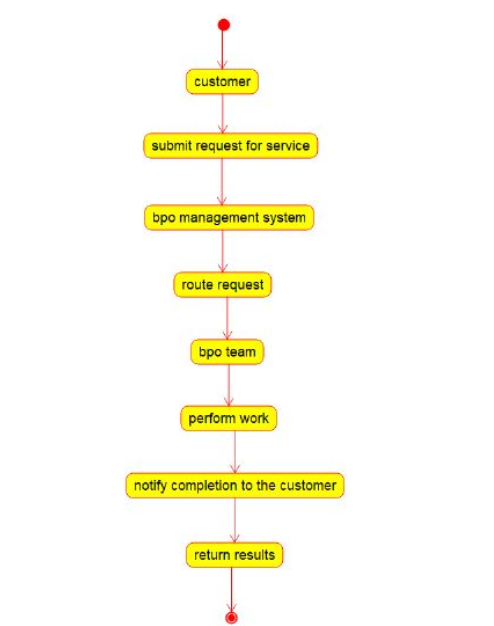 customer
submit request for service
bpo management system
route request
bpo team
perform work
notify completion to the customer
return results